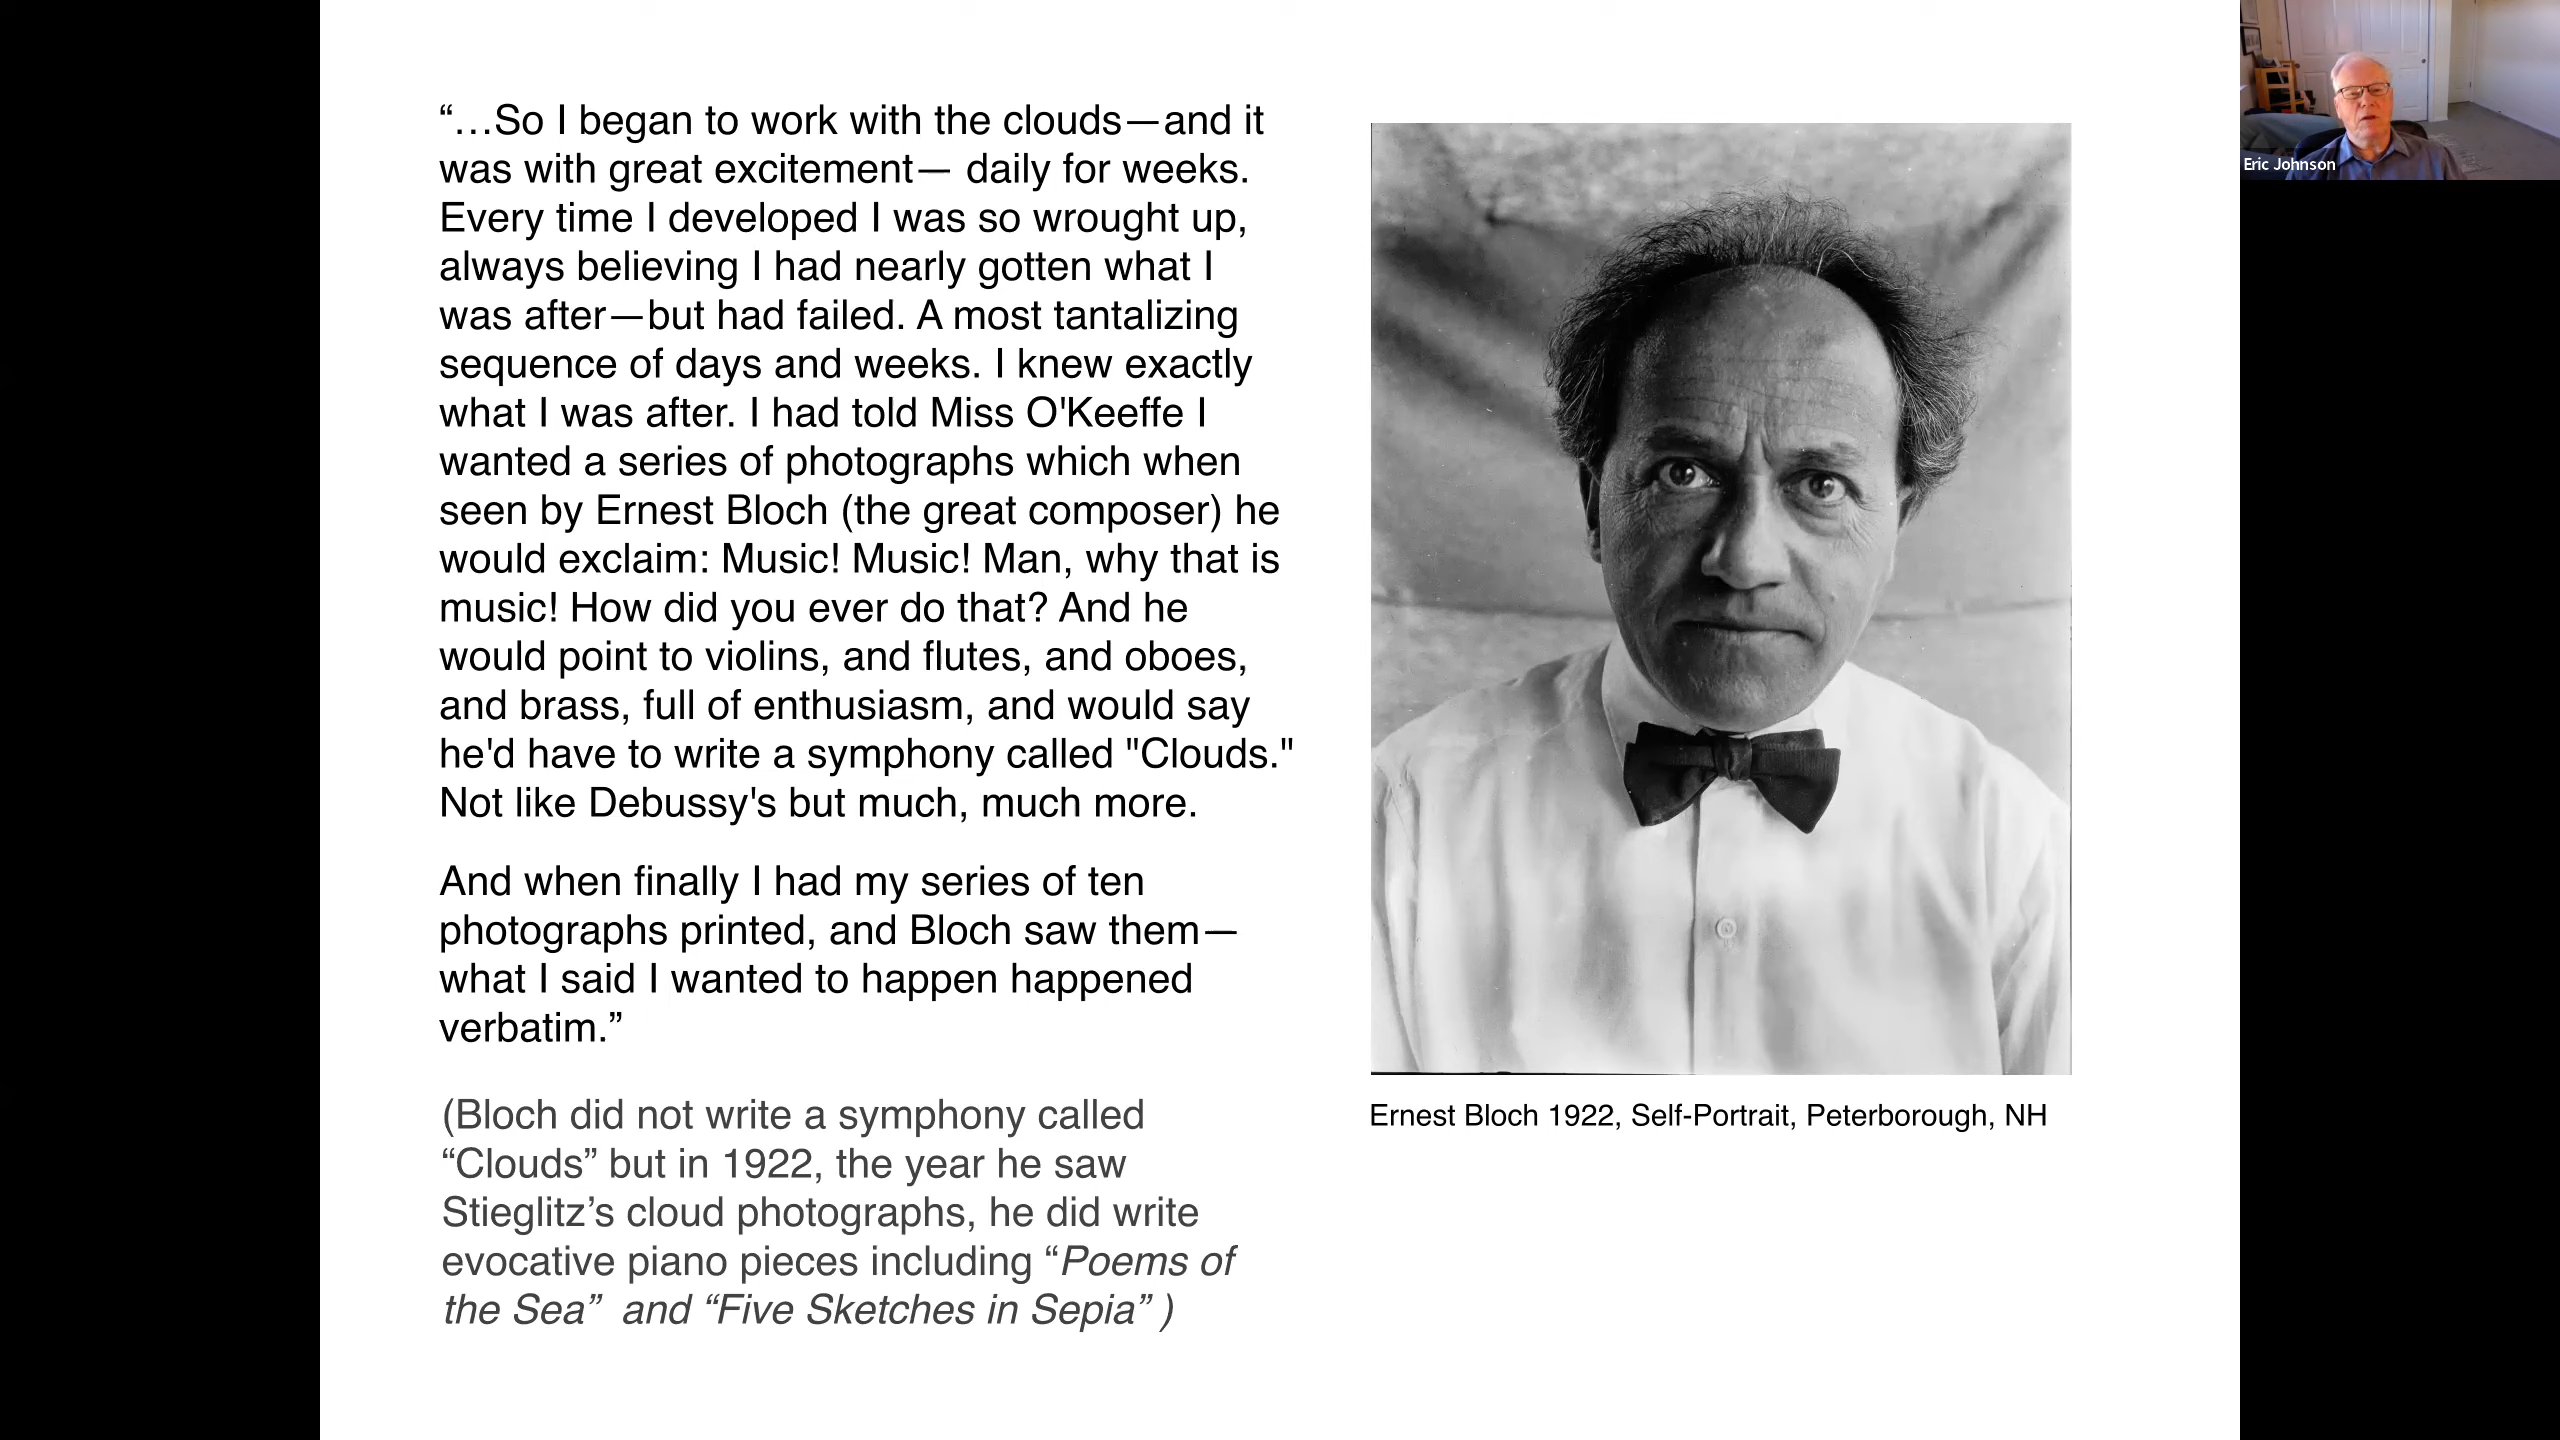 “…So I began to work with the clouds—and it
was with great excitement— daily for weeks.
Every time I developed I was so wrought up,
always believing I had nearly gotten what I
was after—but had failed. A most tantalizing
sequence of days and weeks. I knew exactly
what I was after. I had told Miss O'Keeffe I
wanted a series of photographs which when
seen by Ernest Bloch (the great composer) he
would exclaim: Music! Music! Man, why that is
music! How did you ever do that? And he
would point to violins, and flutes, and oboes,
and brass, full of enthusiasm, and would say
he'd have to write a symphony called "Clouds."
Not like Debussy's but much, much more.
And when finally I had my series of ten
photographs printed, and Bloch saw them—
what I said I wanted to happen happened
verbatim.”
(Bloch did not write a symphony called
“Clouds” but in 1922, the year he saw
Stieglitz’s cloud photographs, he did write
evocative piano pieces including “Poems of
the Sea”  and “Five Sketches in Sepia” )
Ernest Bloch 1922, Self-Portrait, Peterborough, NH
Eric Johnson